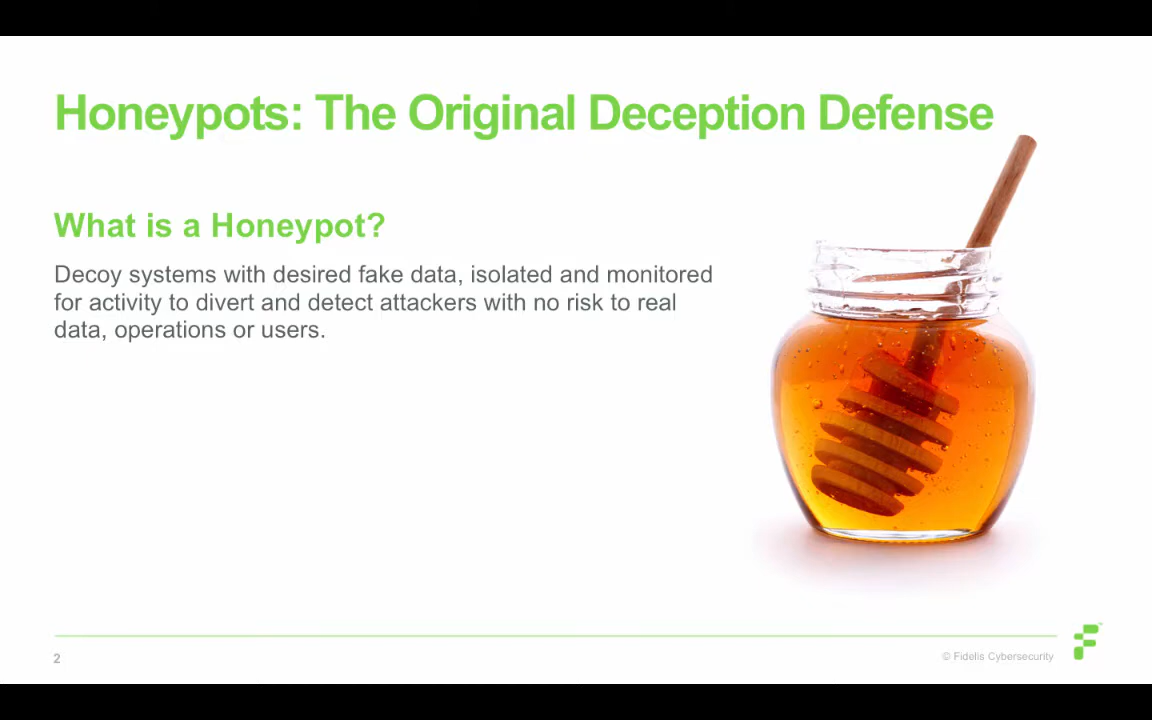 Honeypots: The Original Deception Defense
What is a Honeypot?
Decoy systems with desired fake data, isolated and monitored
for activity to divert and detect attackers with no risk to real
data, operations or users.
2
© Fidelis Cybersecurity